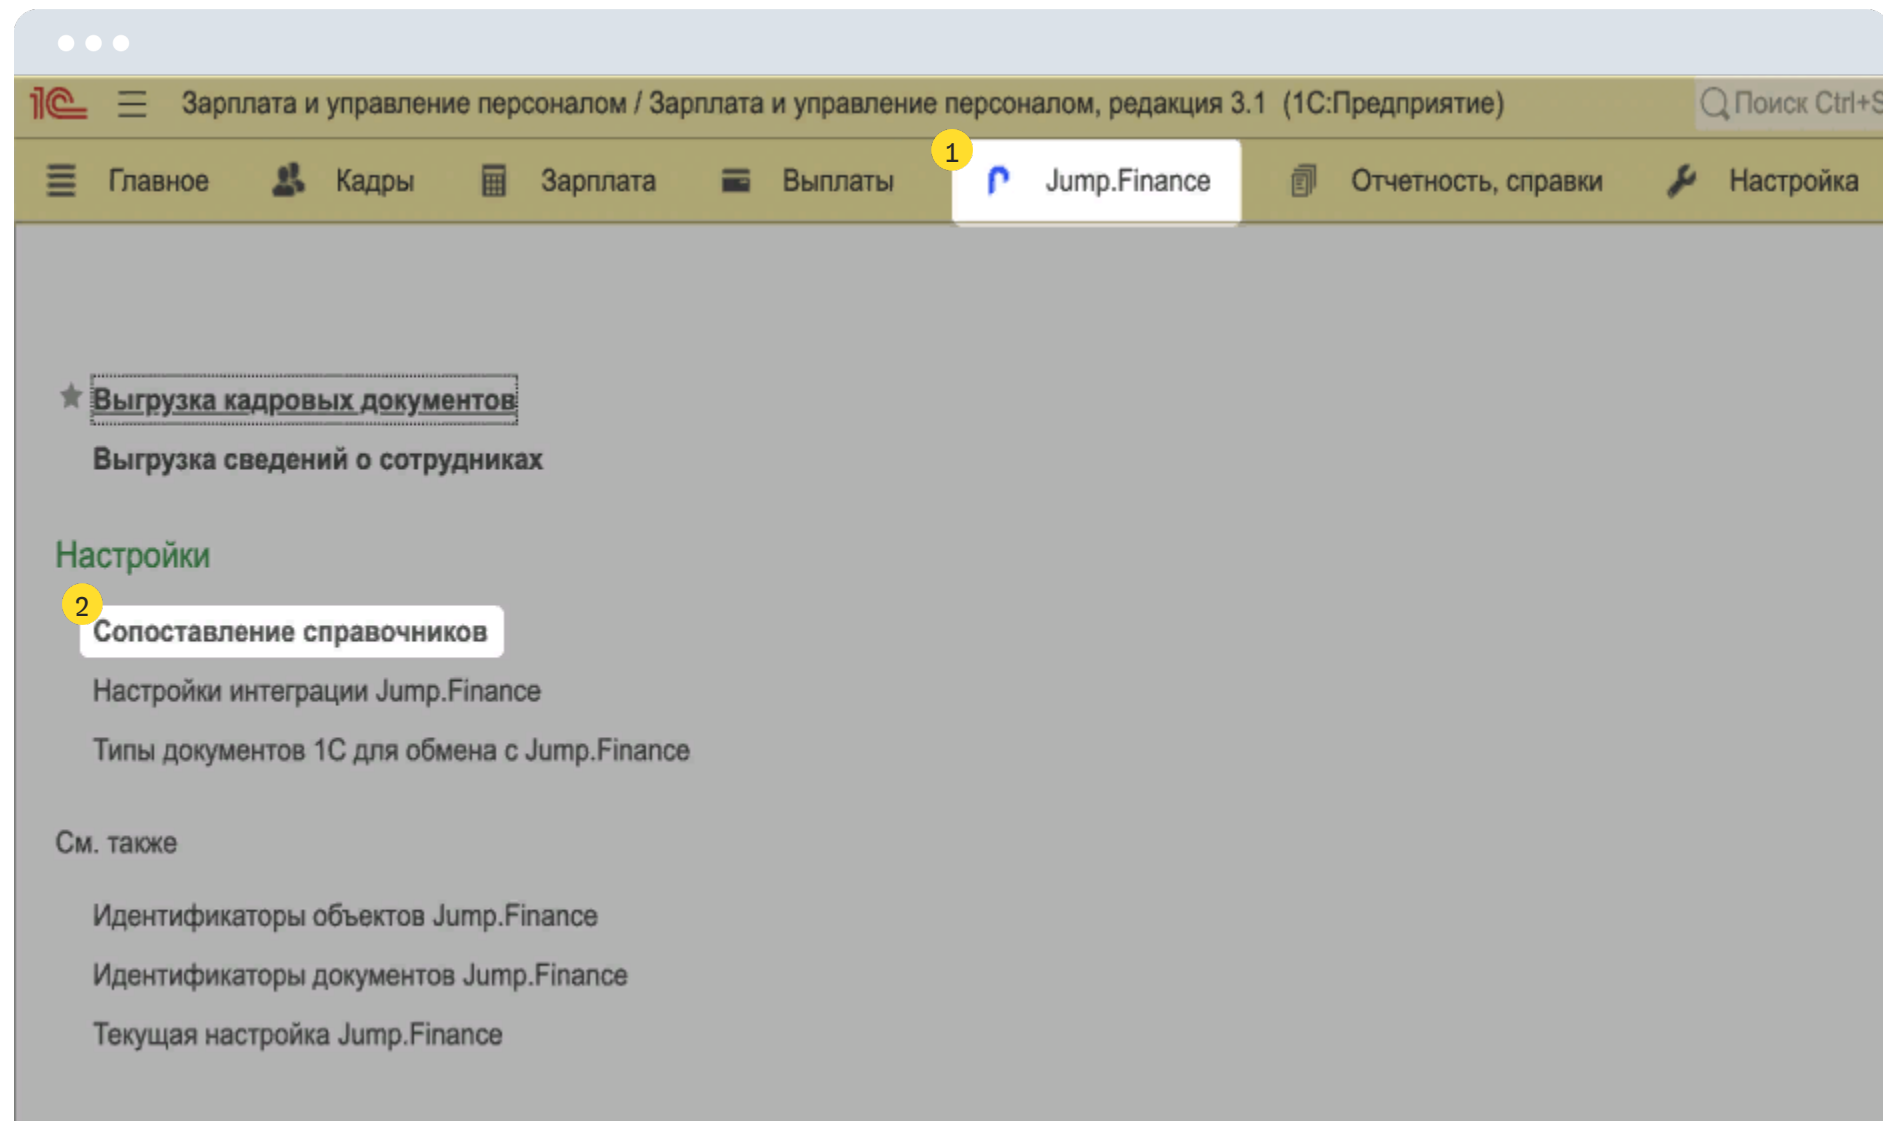 1С Зарплата и управление персоналом / Зарплата и управление персоналом, редакция 3.1 (1С:Предприятие) Поиск Ctrl+S
1
Главное Кадры Зарплата Выплаты Jump.Finance Отчетность, справки Настройка
Выгрузка кадровых документов
Выгрузка сведений о сотрудниках
Настройки
2
Сопоставление справочников
Настройки интеграции Jump.Finance
Типы документов 1С для обмена с Jump.Finance
См. также
Идентификаторы объектов Jump.Finance
Идентификаторы документов Jump.Finance
Текущая настройка Jump.Finance